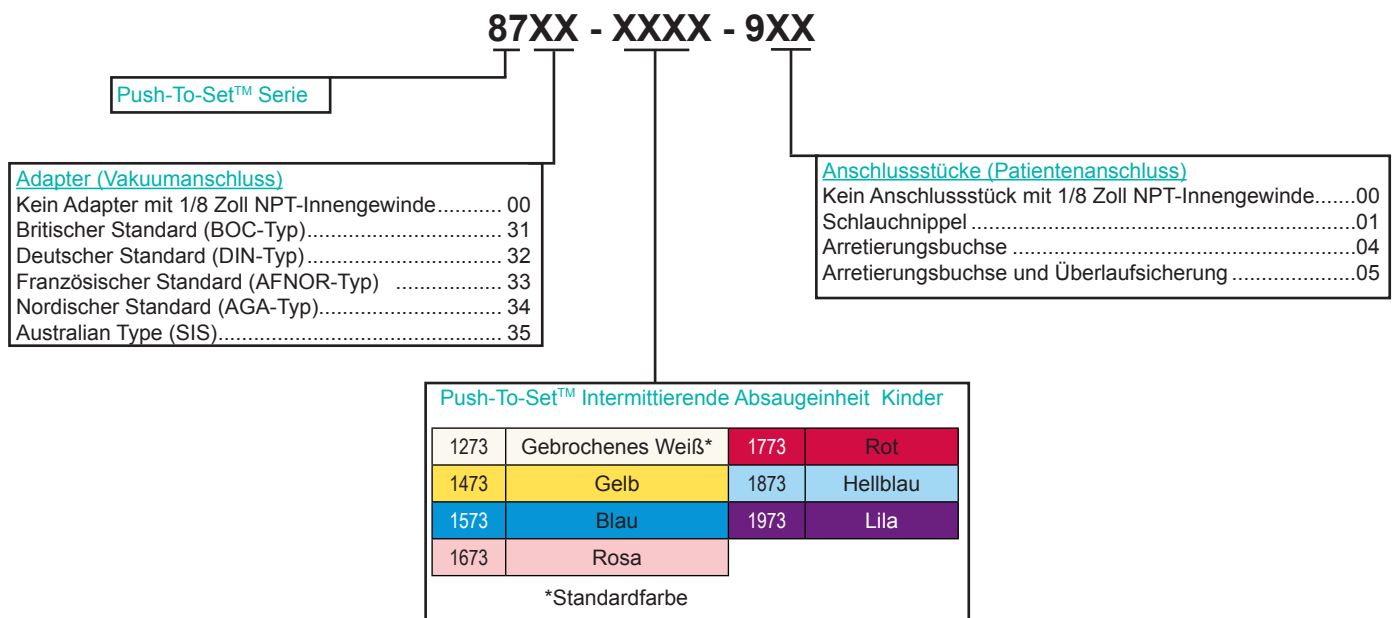 87XX - XXXX - 9XX
Push-To-Set™ Serie
Adapter (Vakuumanschluss)
Kein Adapter mit 1/8 Zoll NPT-Innengewinde........... 00
Britischer Standard (BOC-Typ)................................... 31
Deutscher Standard (DIN-Typ)................................... 32
Französischer Standard (AFNOR-Typ) ................... 33
Nordischer Standard (AGA-Typ)................................. 34
Australian Type (SIS).................................................. 35
Anschlussstücke (Patientenanschluss)
Kein Anschlussstück mit 1/8 Zoll NPT-Innengewinde.......00
Schlauchnippel .....................................................01
Arretierungsbuchse ................................................04
Arretierungsbuchse und Überlaufsicherung ......................05
Push-To-Set™ Intermittierende Absaugeinheit Kinder
1273 Gebrochenes Weiß* 1773 Rot
1473 Gelb 1873 Hellblau
1573 Blau 1973 Lila
1673 Rosa
*Standardfarbe